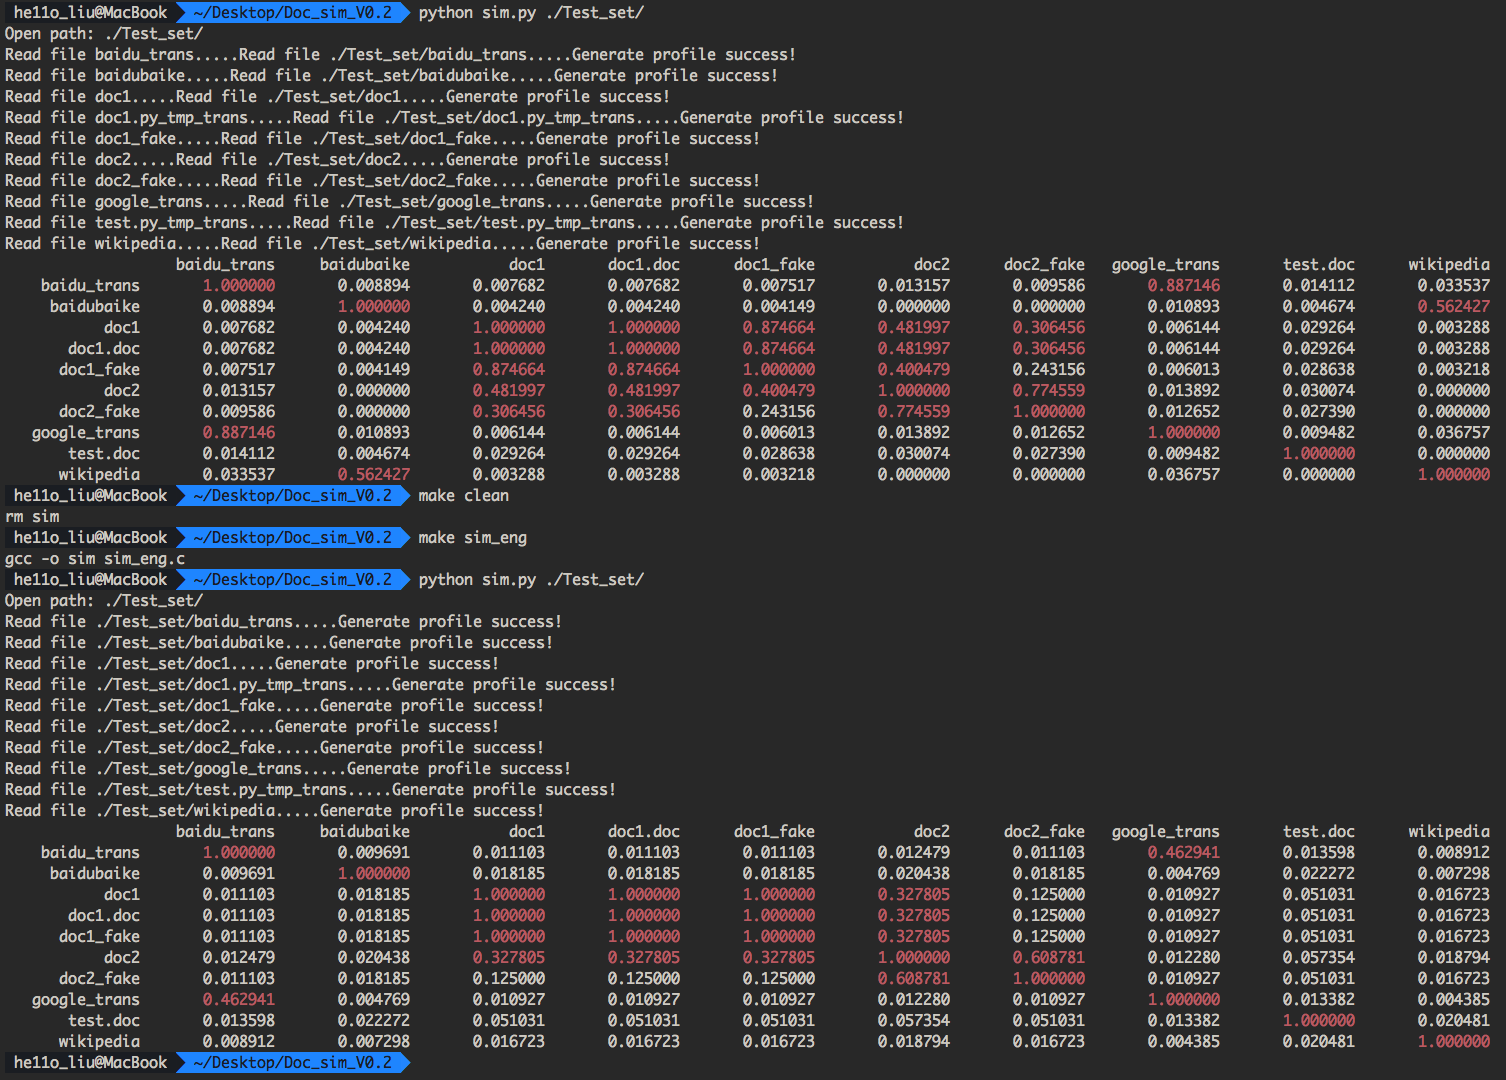 he11o_liu@MacBook ~/Desktop/Doc_sim_V0.2 python sim.py ./Test_set/
Open path: ./Test_set/
Read file baidu_trans.....Read file ./Test_set/baidu_trans.....Generate profile success!
Read file baidubaike.....Read file ./Test_set/baidubaike.....Generate profile success!
Read file doc1.....Read file ./Test_set/doc1.....Generate profile success!
Read file doc1.py_tmp_trans.....Read file ./Test_set/doc1.py_tmp_trans.....Generate profile success!
Read file doc1_fake.....Read file ./Test_set/doc1_fake.....Generate profile success!
Read file doc2.....Read file ./Test_set/doc2.....Generate profile success!
Read file doc2_fake.....Read file ./Test_set/doc2_fake.....Generate profile success!
Read file google_trans.....Read file ./Test_set/google_trans.....Generate profile success!
Read file test.py_tmp_trans.....Read file ./Test_set/test.py_tmp_trans.....Generate profile success!
Read file wikipedia.....Read file ./Test_set/wikipedia.....Generate profile success!
baidu_trans baidubaike doc1 doc1.doc doc1_fake doc2 doc2_fake google_trans test.doc wikipedia
baidu_trans 1.000000 0.008894 0.007682 0.007682 0.007517 0.013157 0.009586 0.887146 0.014112 0.033537
baidubaike 0.008894 1.000000 0.004240 0.004240 0.004149 0.000000 0.000000 0.010893 0.004674 0.562427
doc1 0.007682 0.004240 1.000000 1.000000 0.874664 0.481997 0.306456 0.006144 0.029264 0.003288
doc1.doc 0.007682 0.004240 1.000000 1.000000 0.874664 0.481997 0.306456 0.006144 0.029264 0.003288
doc1_fake 0.007517 0.004149 0.874664 0.874664 1.000000 0.400479 0.243156 0.006013 0.028638 0.003218
doc2 0.013157 0.000000 0.481997 0.481997 0.400479 1.000000 0.774559 0.013892 0.030074 0.000000
doc2_fake 0.009586 0.000000 0.306456 0.306456 0.243156 0.774559 1.000000 0.012652 0.027390 0.000000
google_trans 0.887146 0.010893 0.006144 0.006144 0.006013 0.013892 0.012652 1.000000 0.009482 0.036757
test.doc 0.014112 0.004674 0.029264 0.029264 0.028638 0.030074 0.027390 0.009482 1.000000 0.000000
wikipedia 0.033537 0.562427 0.003288 0.003288 0.003218 0.000000 0.000000 0.036757 0.000000 1.000000
he11o_liu@MacBook ~/Desktop/Doc_sim_V0.2 make clean
rm sim
he11o_liu@MacBook ~/Desktop/Doc_sim_V0.2 make sim_eng
gcc -o sim sim_eng.c
he11o_liu@MacBook ~/Desktop/Doc_sim_V0.2 python sim.py ./Test_set/
Open path: ./Test_set/
Read file ./Test_set/baidu_trans.....Generate profile success!
Read file ./Test_set/baidubaike.....Generate profile success!
Read file ./Test_set/doc1.....Generate profile success!
Read file ./Test_set/doc1.py_tmp_trans.....Generate profile success!
Read file ./Test_set/doc1_fake.....Generate profile success!
Read file ./Test_set/doc2.....Generate profile success!
Read file ./Test_set/doc2_fake.....Generate profile success!
Read file ./Test_set/google_trans.....Generate profile success!
Read file ./Test_set/test.py_tmp_trans.....Generate profile success!
Read file ./Test_set/wikipedia.....Generate profile success!
baidu_trans baidubaike doc1 doc1.doc doc1_fake doc2 doc2_fake google_trans test.doc wikipedia
baidu_trans 1.000000 0.009691 0.011103 0.011103 0.011103 0.012479 0.011103 0.462941 0.013598 0.008912
baidubaike 0.009691 1.000000 0.018185 0.018185 0.018185 0.020438 0.018185 0.004769 0.022272 0.007298
doc1 0.011103 0.018185 1.000000 1.000000 1.000000 0.327805 0.125000 0.010927 0.051031 0.016723
doc1.doc 0.011103 0.018185 1.000000 1.000000 1.000000 0.327805 0.125000 0.010927 0.051031 0.016723
doc1_fake 0.011103 0.018185 1.000000 1.000000 1.000000 0.327805 0.125000 0.010927 0.051031 0.016723
doc2 0.012479 0.020438 0.327805 0.327805 0.327805 1.000000 0.608781 0.012280 0.057354 0.018794
doc2_fake 0.011103 0.018185 0.125000 0.125000 0.125000 0.608781 1.000000 0.010927 0.051031 0.016723
google_trans 0.462941 0.004769 0.010927 0.010927 0.010927 0.012280 0.010927 1.000000 0.013382 0.004385
test.doc 0.013598 0.022272 0.051031 0.051031 0.051031 0.057354 0.051031 0.013382 1.000000 0.020481
wikipedia 0.008912 0.007298 0.016723 0.016723 0.016723 0.018794 0.016723 0.004385 0.020481 1.000000
he11o_liu@MacBook ~/Desktop/Doc_sim_V0.2